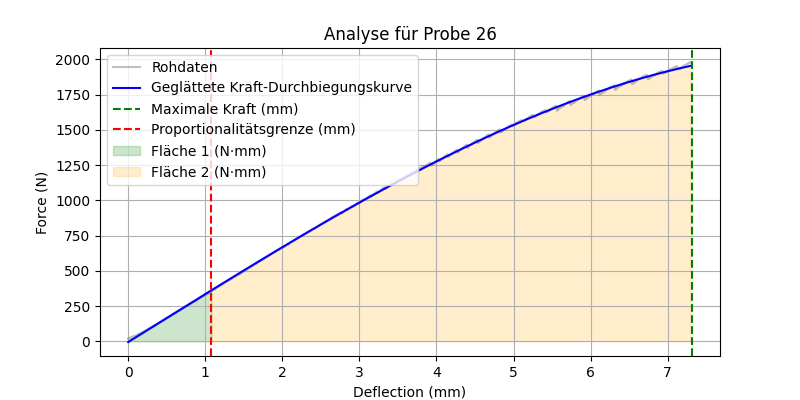 Analyse für Probe 26
Rohdaten
Geglättete Kraft-Durchbiegungskurve
Maximale Kraft (mm)
Proportionalitätsgrenze (mm)
Fläche 1 (N·mm)
Fläche 2 (N·mm)
Force (N)
2000
1750
1500
1250
1000
750
500
250
0
0 1 2 3 4 5 6 7
Deflection (mm)